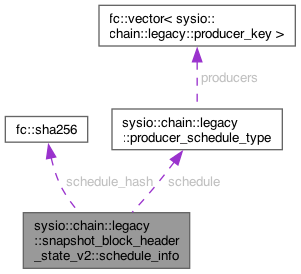 fc::vector< sysio::
chain::legacy::producer_key >
producers
fc::sha256
sysio::chain::legacy
::producer_schedule_type
schedule_hash
schedule
sysio::chain::legacy
::snapshot_block_header
_state_v2::schedule_info